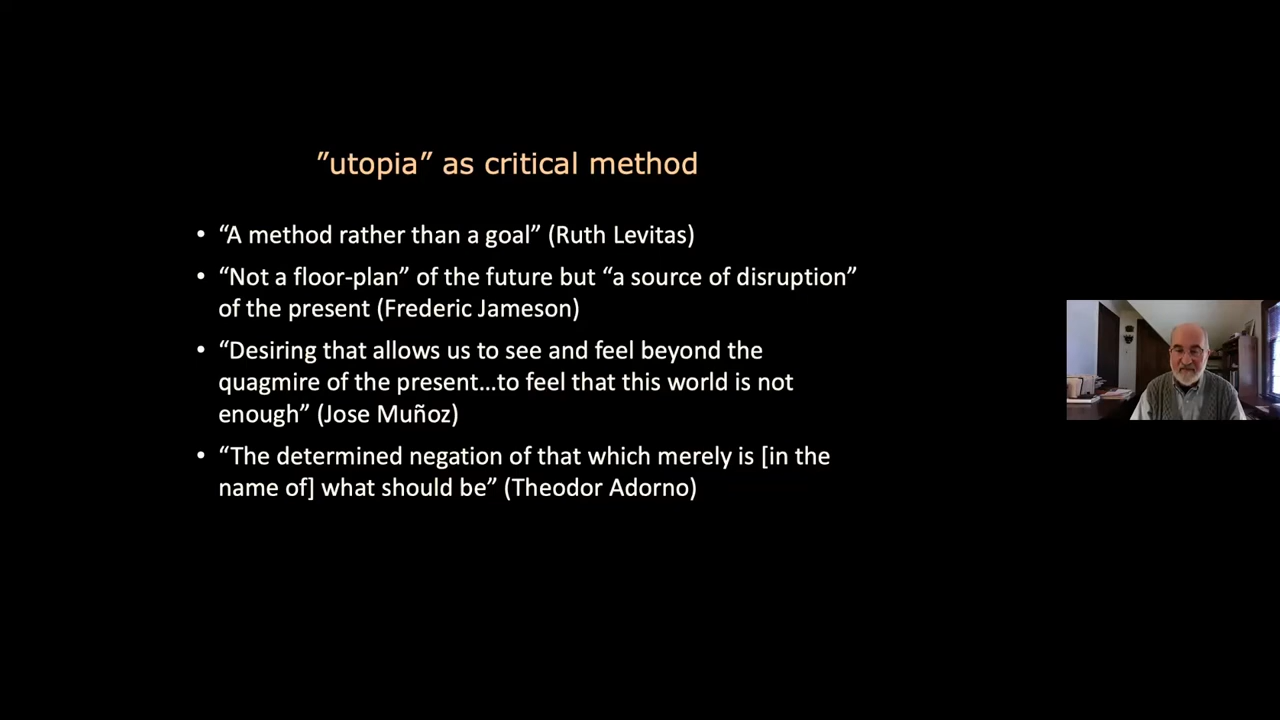 ”utopia” as critical method
• “A method rather than a goal” (Ruth Levitas)
• “Not a floor-plan” of the future but “a source of disruption”
of the present (Frederic Jameson)
• “Desiring that allows us to see and feel beyond the
quagmire of the present…to feel that this world is not
enough” (Jose Muñoz)
• “The determined negation of that which merely is [in the
name of] what should be” (Theodor Adorno)